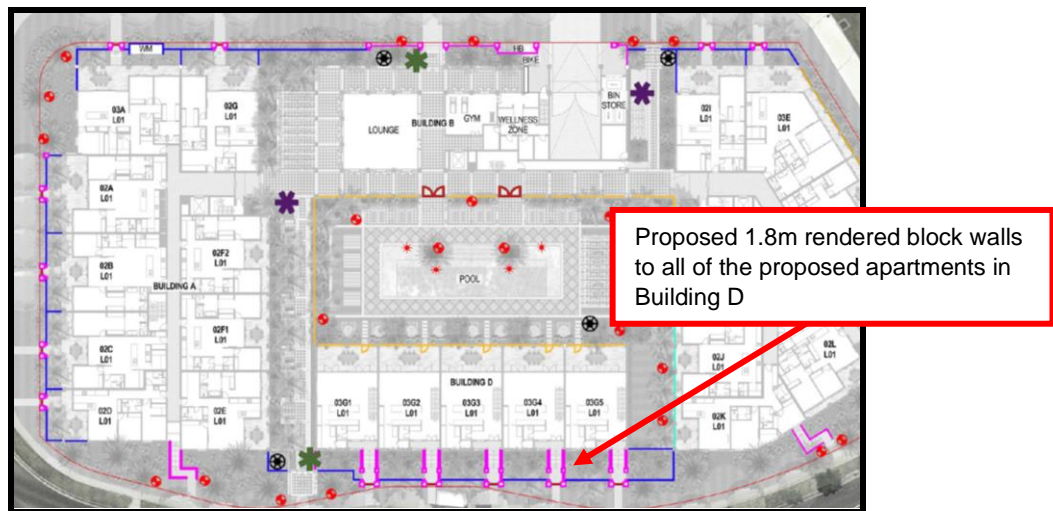 WM
HB
BIKE
03A
L01
02G
L01
LOUNGE
BUILDING B
GYM
WELLNESS
ZONE
BIN
STORE
02I
L01
03E
L01
02A
L01
02F2
L01
02B
L01
BUILDING A
POOL
Proposed 1.8m rendered block walls
to all of the proposed apartments in
Building D
02F1
L01
02C
L01
BUILDING D
02J
L01
02L
L01
03G1
L01
03G2
L01
03G3
L01
03G4
L01
03G5
L01
02D
L01
02E
L01
02K
L01